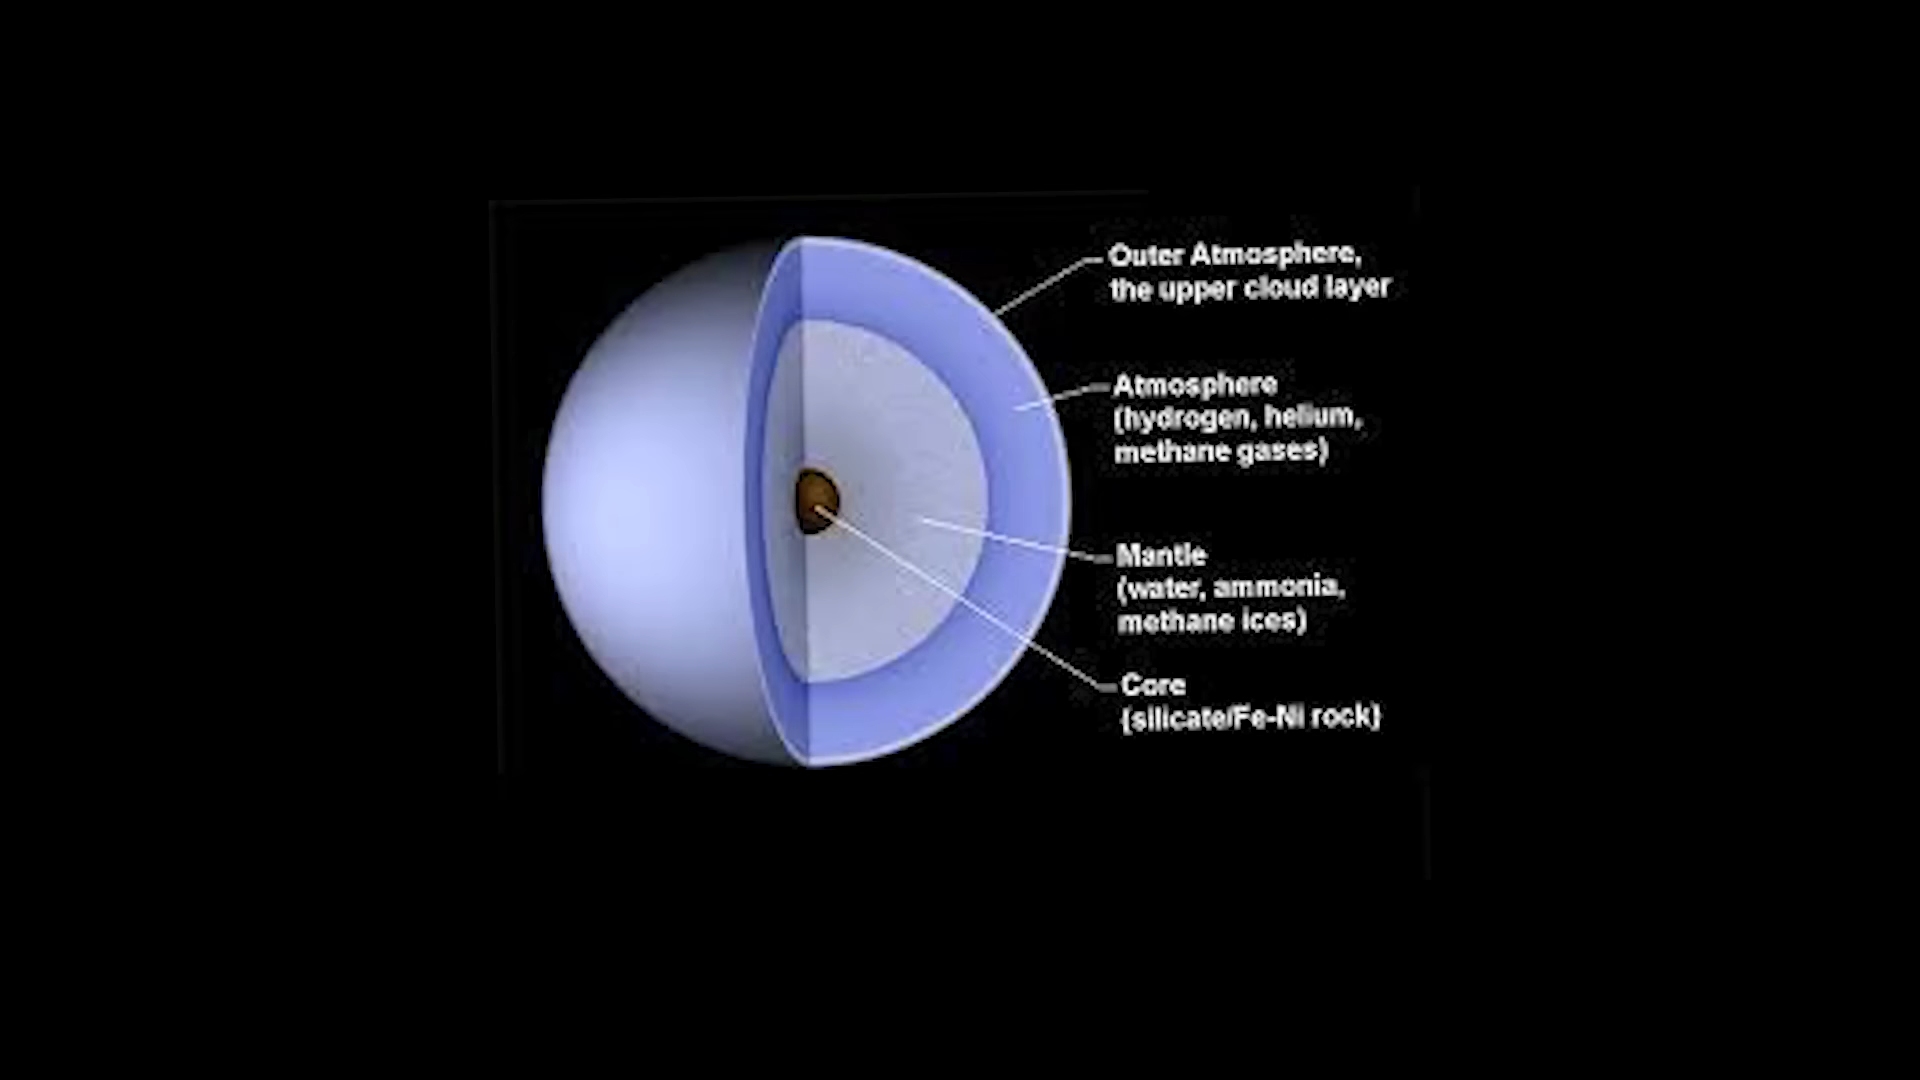 Outer Atmosphere,
the upper cloud layer
Atmosphere
(hydrogen, helium,
methane gases)
Mantle
(water, ammonia,
methane ices)
Core
(silicate/Fe-Ni rock)